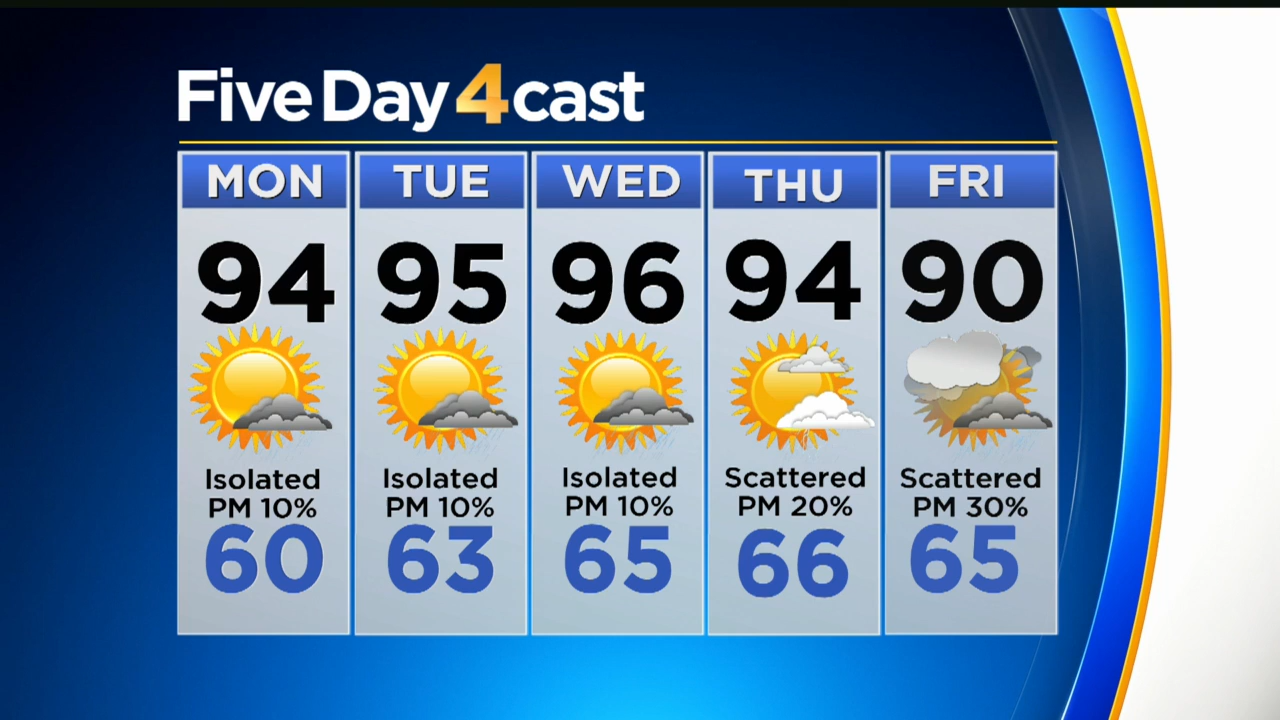 Five Day 4cast
MON TUE WED THU FRI
94 95 96 94 90
Isolated Isolated Isolated Scattered Scattered
PM 10% PM 10% PM 10% PM 20% PM 30%
60 63 65 66 65